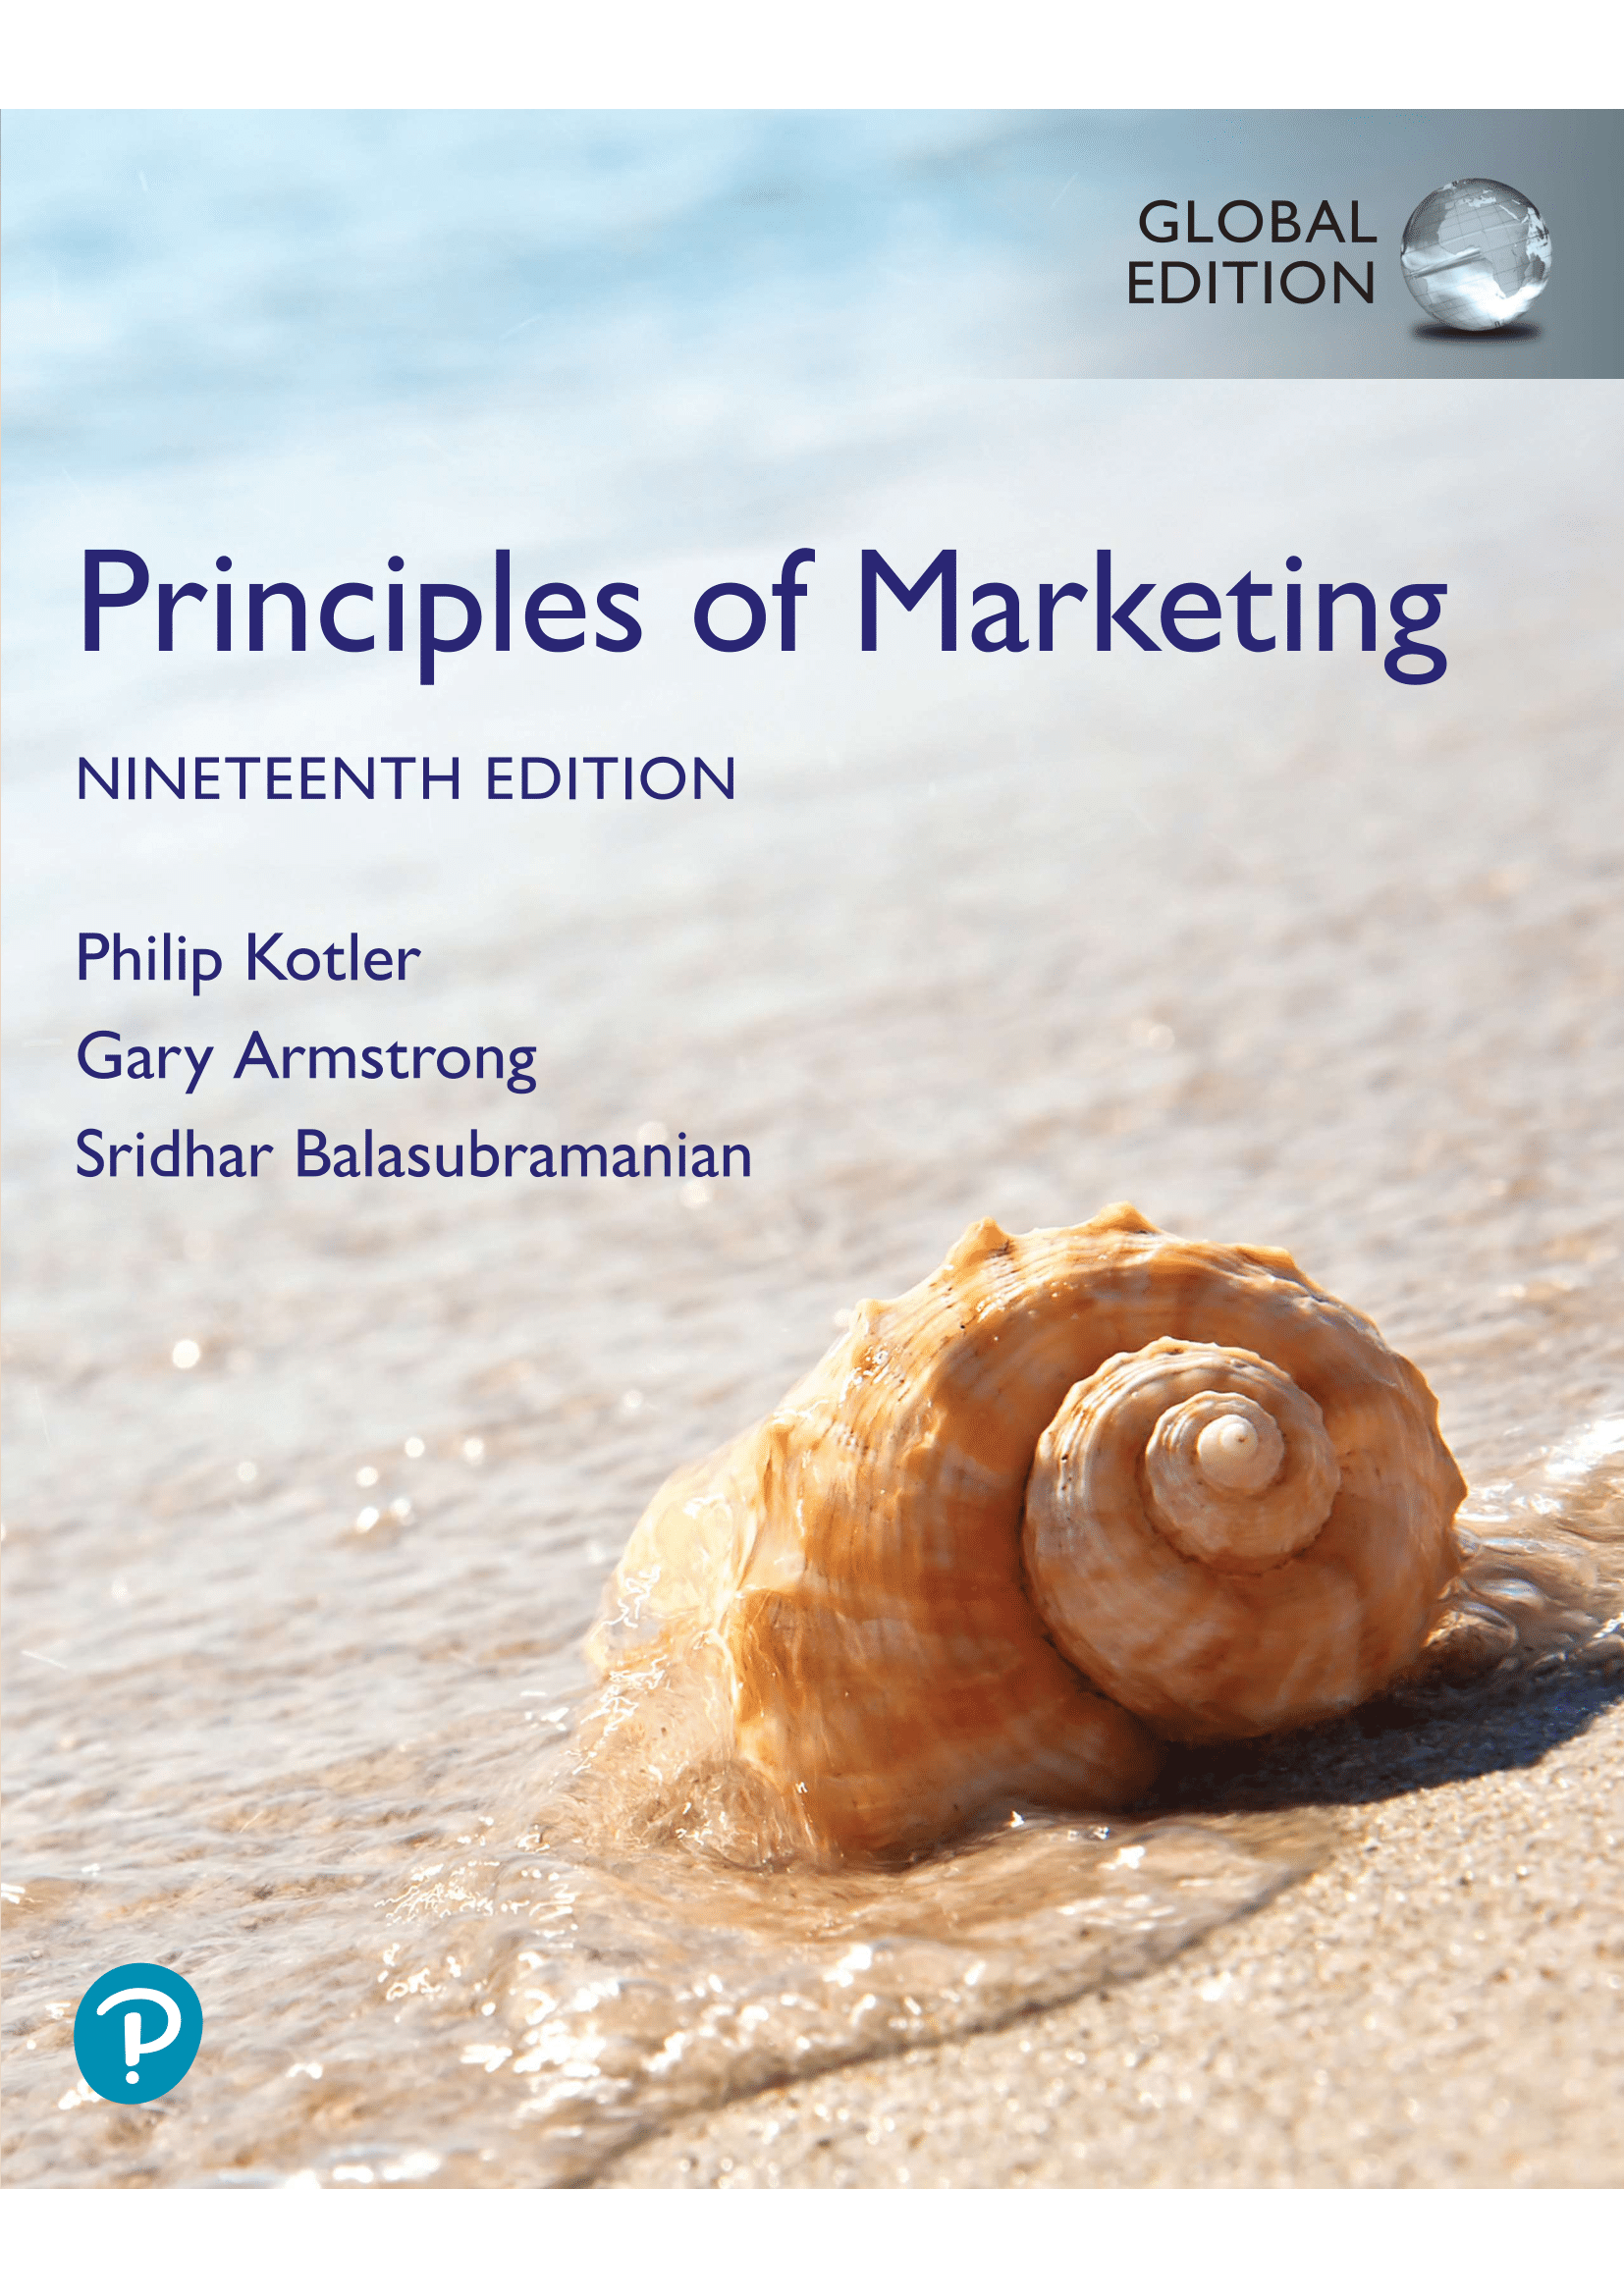 GLOBAL
EDITION
Principles of Marketing
NINETEENTH EDITION
Philip Kotler
Gary Armstrong
Sridhar Balasubramanian
P